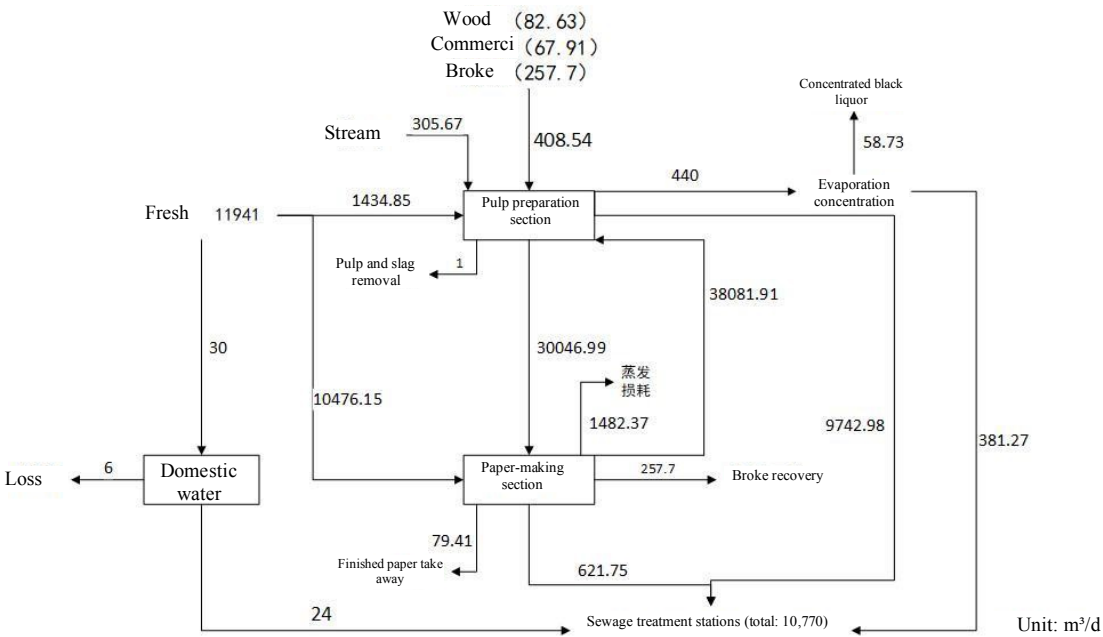 Wood (82.63)
Commerci (67.91)
Broke (257.7)
Concentrated black
liquor
Stream
305.67
408.54
58.73
440
Evaporation
concentration
Fresh 11941
1434.85
Pulp preparation
section
Pulp and slag
removal
1
38081.91
30
30046.99
蒸发
损耗
10476.15
1482.37
9742.98
381.27
Loss
6
Domestic
water
Paper-making
section
257.7
Broke recovery
79.41
Finished paper take
away
621.75
24
Sewage treatment stations (total: 10,770)
Unit: m³/d